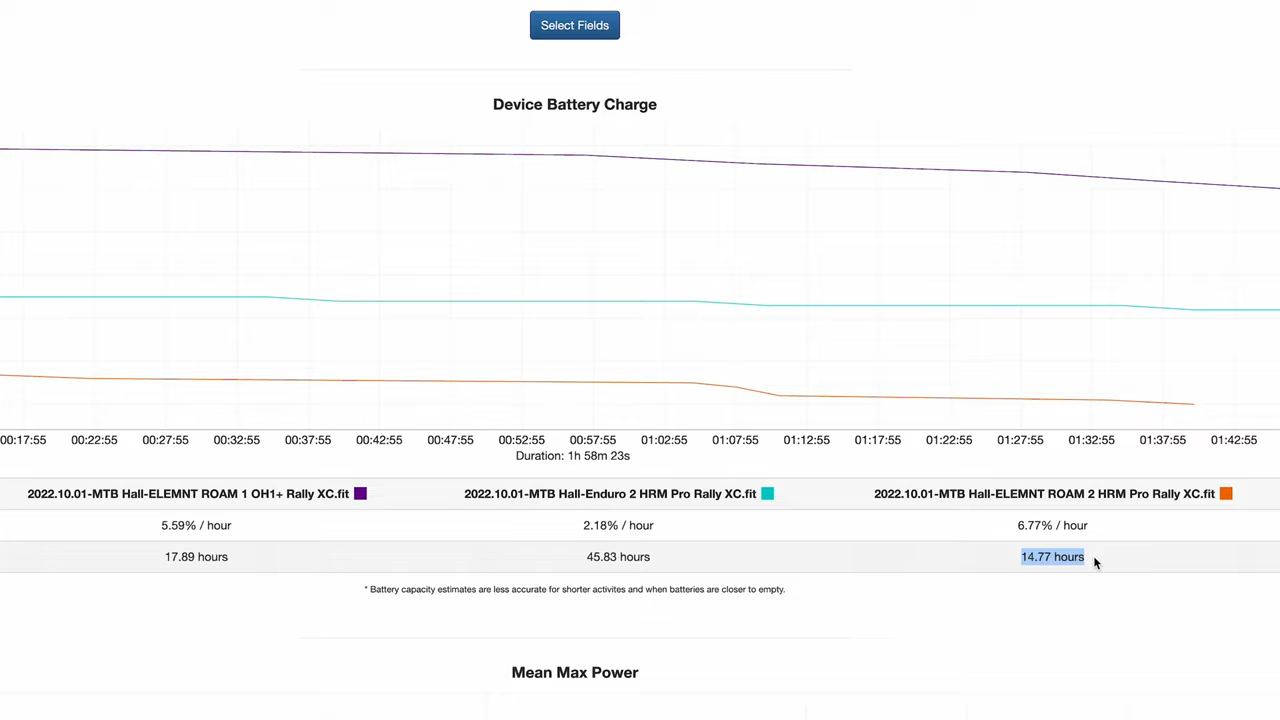 Select Fields
Device Battery Charge
00:17:55 00:22:55 00:27:55 00:32:55 00:37:55 00:42:55 00:47:55 00:52:55 00:57:55 01:02:55 01:07:55 01:12:55 01:17:55 01:22:55 01:27:55 01:32:55 01:37:55 01:42:55
Duration: 1h 58m 23s
2022.10.01-MTB Hall-ELEMNT ROAM 1 OH1+ Rally XC.fit 2022.10.01-MTB Hall-Enduro 2 HRM Pro Rally XC.fit 2022.10.01-MTB Hall-ELEMNT ROAM 2 HRM Pro Rally XC.fit
5.59% / hour 2.18% / hour 6.77% / hour
17.89 hours 45.83 hours 14.77 hours
* Battery capacity estimates are less accurate for shorter activites and when batteries are closer to empty.
Mean Max Power